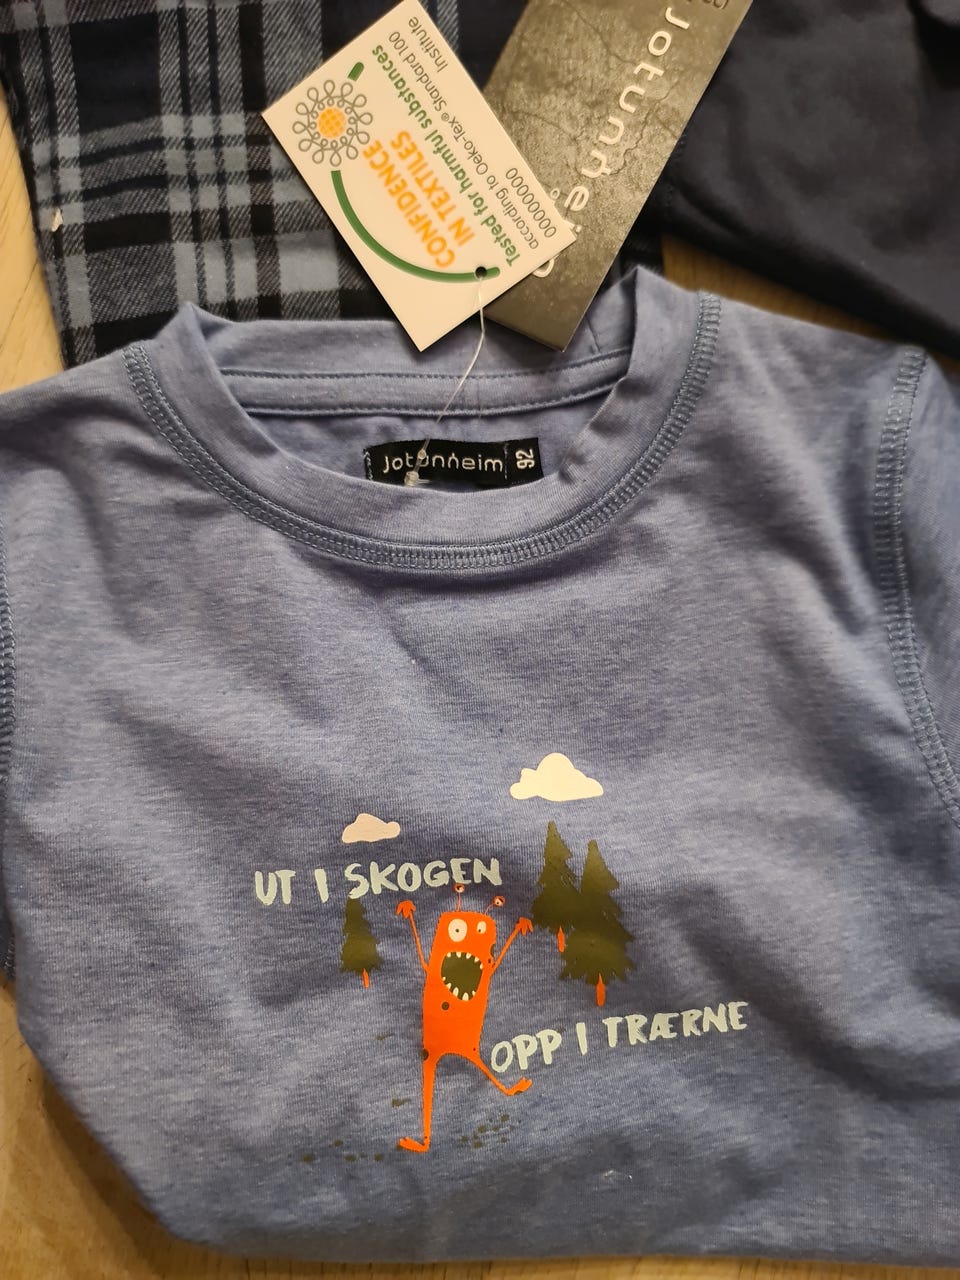 CONFIDENCE
IN TEXTILES
Tested for harmful substances
according to Oeko-Tex® Standard 100
00000000 Institute
Jotunheim
Jotunheim 92
UT I SKOGEN
OPP I TRÆRNE